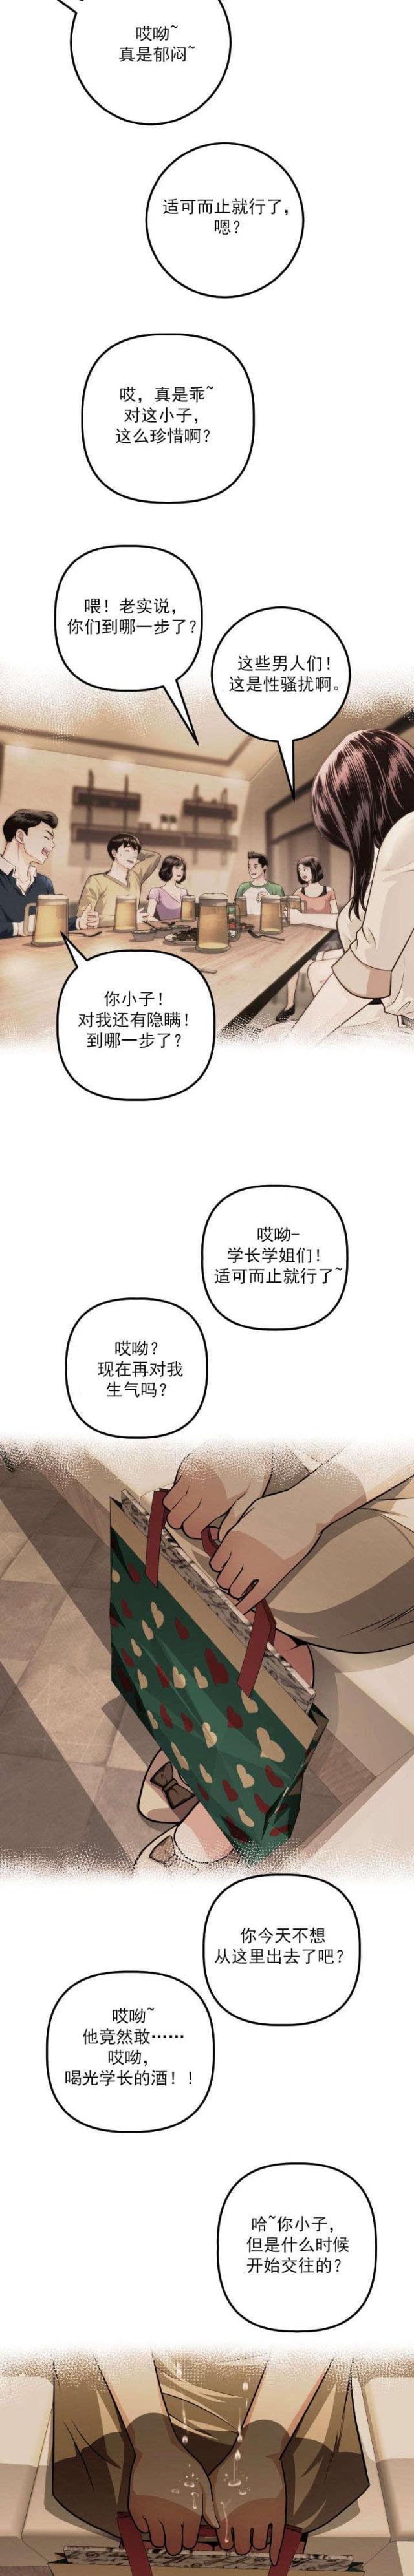 哎呦~
真是郁闷~
适可而止就行了,
嗯?
哎,真是乖~
对这小子,
这么珍惜啊?
喂!老实说,
你们到哪一步了?
这些男人们!
这是性骚扰啊。
你小子!
对我还有隐瞒!
到哪一步了?
哎呦-
学长学姐们!
适可而止就行了~
哎呦?
现在再对我
生气吗?
你今天不想
从这里出去了吧?
哎呦~
他竟然敢……
哎呦,
喝光学长的酒!!
哈~你小子,
但是什么时候
开始交往的?